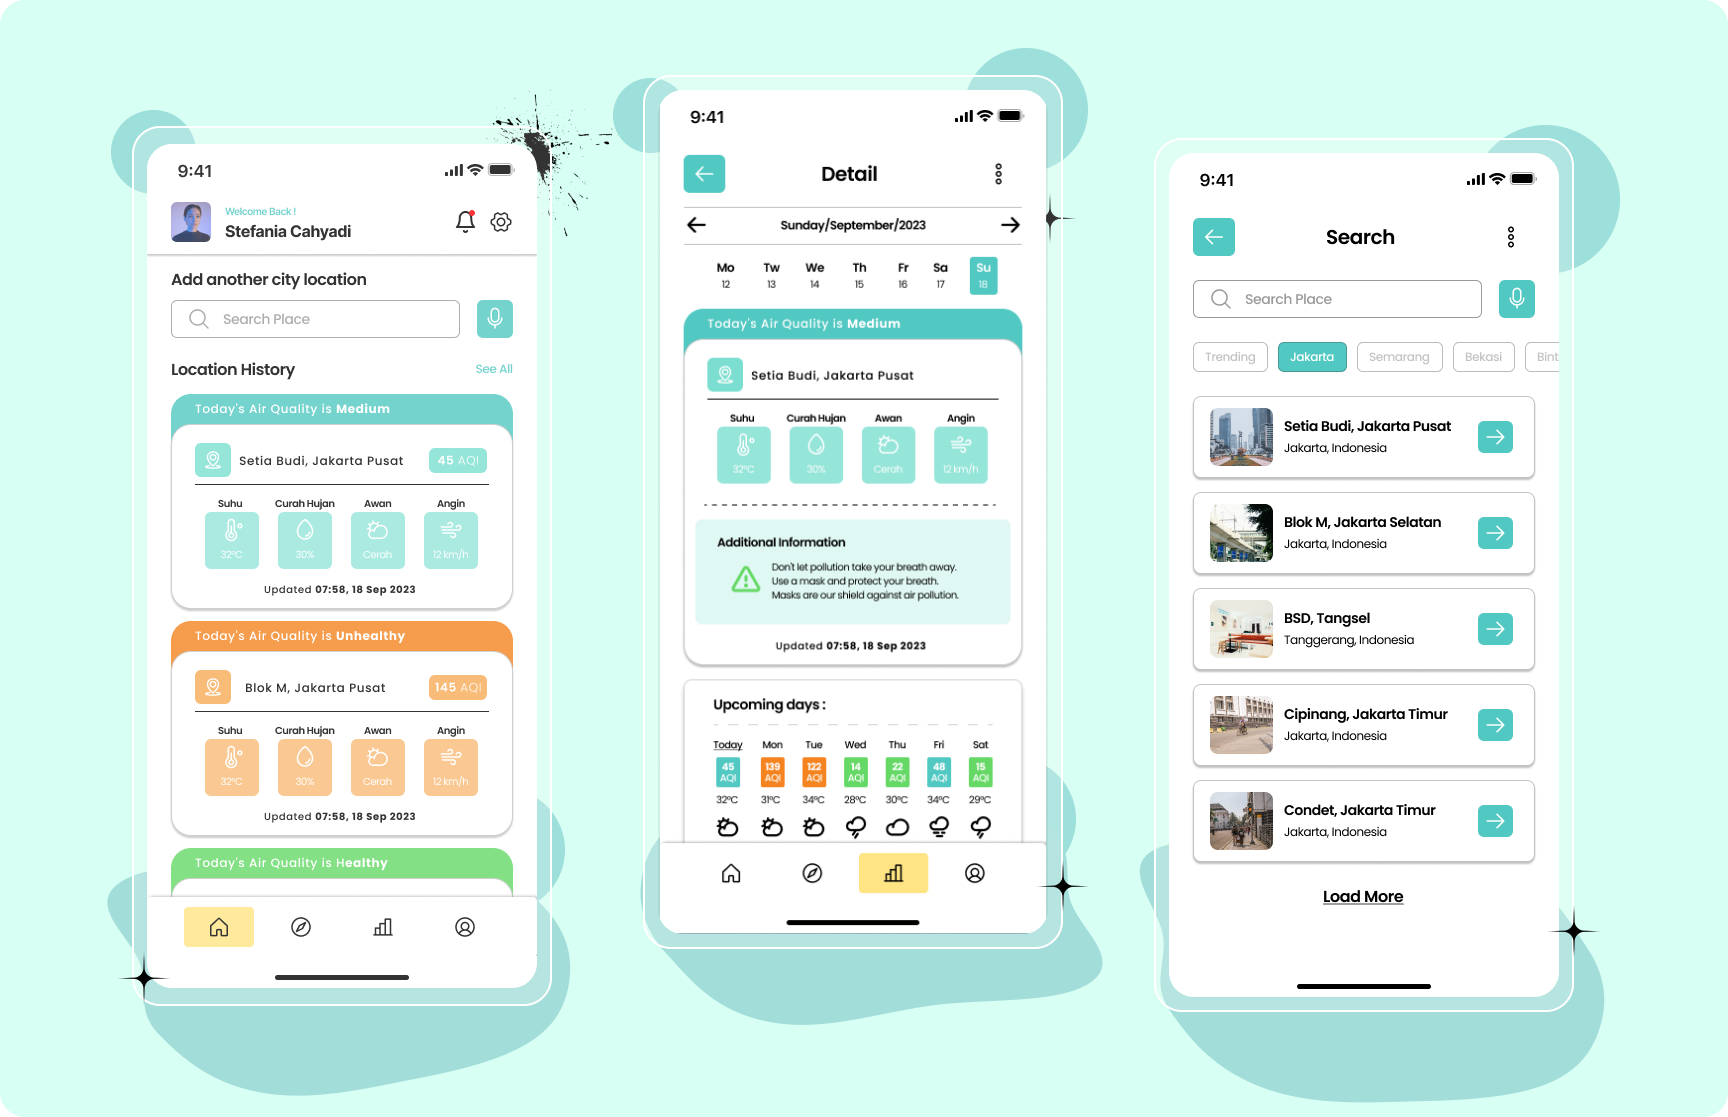 9:41
Welcome Back !
Stefania Cahyadi
Add another city location
Search Place
Location History
See All
Today's Air Quality is Medium
Setia Budi, Jakarta Pusat
45 AQI
Suhu Curah Hujan Awan Angin
32°C 30% Cerah 12 km/h
Updated 07:58, 18 Sep 2023
Today's Air Quality is Unhealthy
Blok M, Jakarta Pusat
145 AQI
Suhu Curah Hujan Awan Angin
32°C 30% Cerah 12 km/h
Updated 07:58, 18 Sep 2023
Today's Air Quality is Healthy
9:41
Detail
Sunday/September/2023
Mo Tw We Th Fr Sa Su
12 13 14 15 16 17 18
Today's Air Quality is Medium
Setia Budi, Jakarta Pusat
Suhu Curah Hujan Awan Angin
32°C 30% Cerah 12 km/h
Additional Information
Don't let pollution take your breath away.
Use a mask and protect your breath.
Masks are our shield against air pollution.
Updated 07:58, 18 Sep 2023
Upcoming days :
Today Mon Tue Wed Thu Fri Sat
45 139 122 14 22 48 15
AQI AQI AQI AQI AQI AQI AQI
32°C 31°C 34°C 28°C 30°C 34°C 29°C
9:41
Search
Search Place
Trending Jakarta Semarang Bekasi Bint
Setia Budi, Jakarta Pusat
Jakarta, Indonesia
Blok M, Jakarta Selatan
Jakarta, Indonesia
BSD, Tangsel
Tanggerang, Indonesia
Cipinang, Jakarta Timur
Jakarta, Indonesia
Condet, Jakarta Timur
Jakarta, Indonesia
Load More